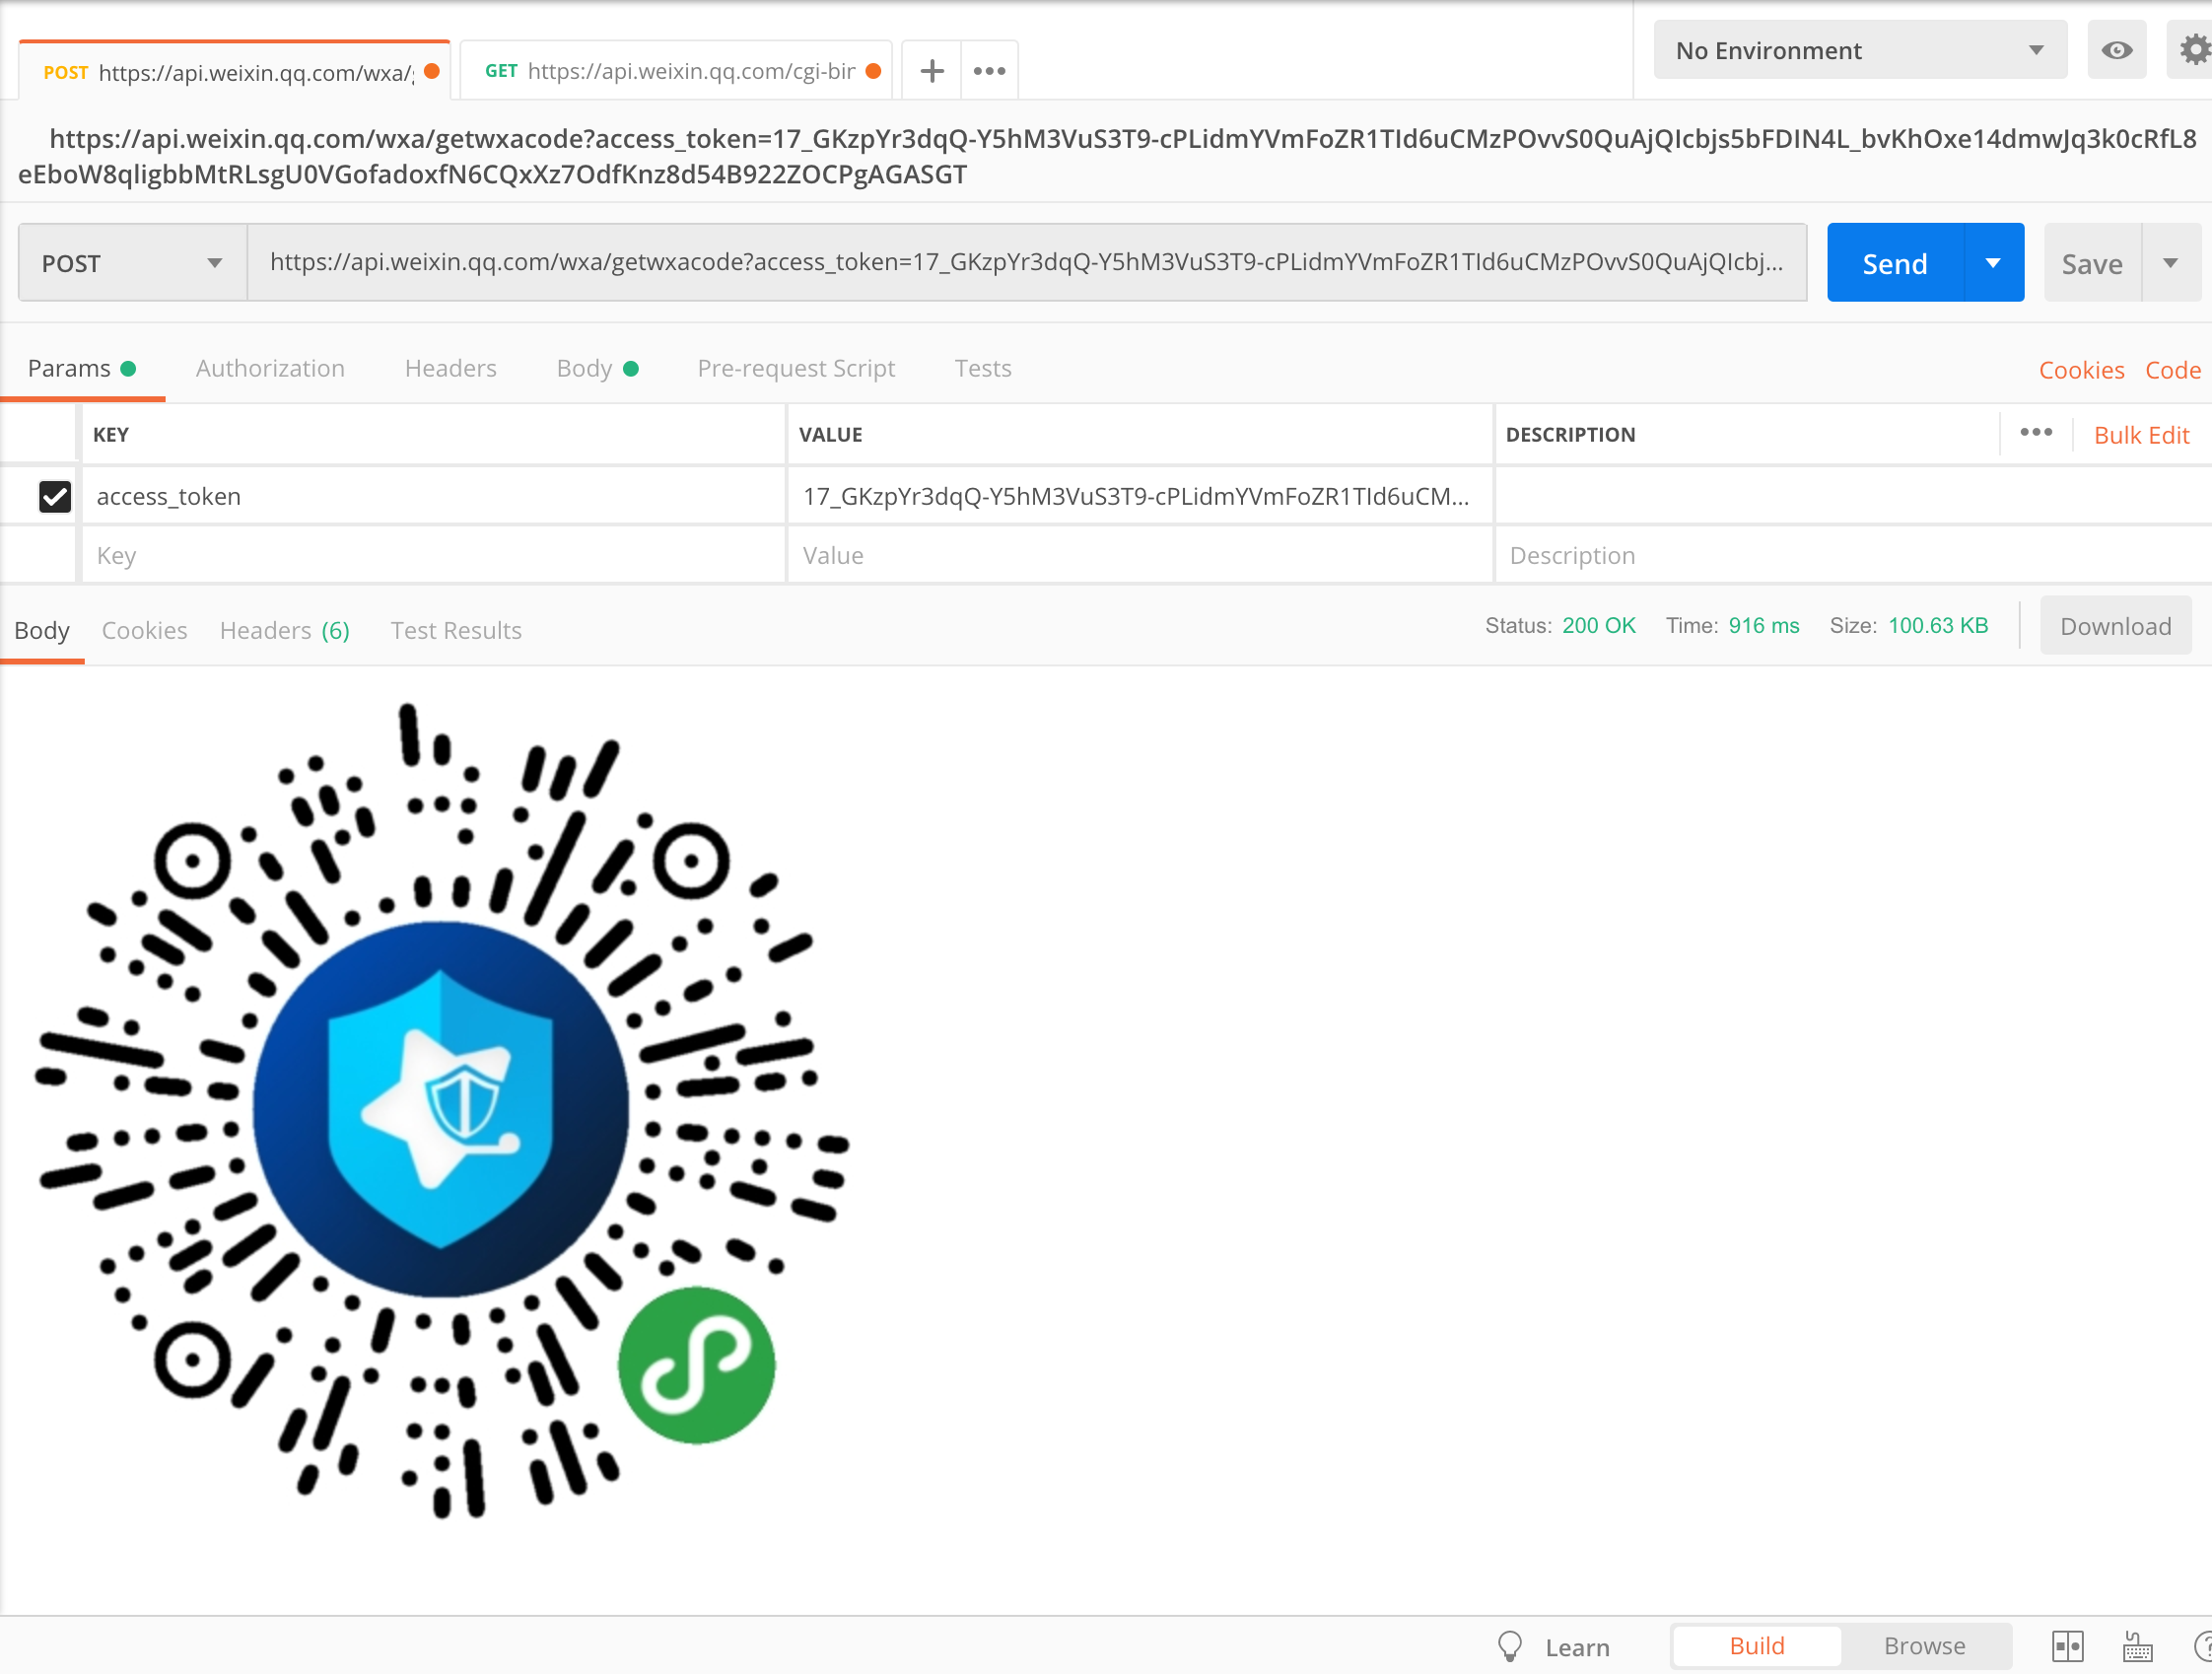 POST https://api.weixin.qq.com/wxa/
GET https://api.weixin.qq.com/cgi-bin
No Environment
https://api.weixin.qq.com/wxa/getwxacode?access_token=17_GKzpYr3dqQ-Y5hM3VuS3T9-cPLidmYVmFoZR1TId6uCMzPOvvS0QuAjQIcbjs5bFDIN4L_bvKhOxe14dmwJq3k0cRfL8
eEboW8qligbbMtRLsgU0VGofadoxfN6CQxXz7OdfKnz8d54B922ZOCPgAGASGT
POST https://api.weixin.qq.com/wxa/getwxacode?access_token=17_GKzpYr3dqQ-Y5hM3VuS3T9-cPLidmYVmFoZR1TId6uCMzPOvvS0QuAjQIcbj... Send Save
Params Authorization Headers Body Pre-request Script Tests Cookies Code
KEY VALUE DESCRIPTION Bulk Edit
access_token 17_GKzpYr3dqQ-Y5hM3VuS3T9-cPLidmYVmFoZR1TId6uCM...
Key Value Description
Body Cookies Headers (6) Test Results Status: 200 OK Time: 916 ms Size: 100.63 KB Download
Learn Build Browse